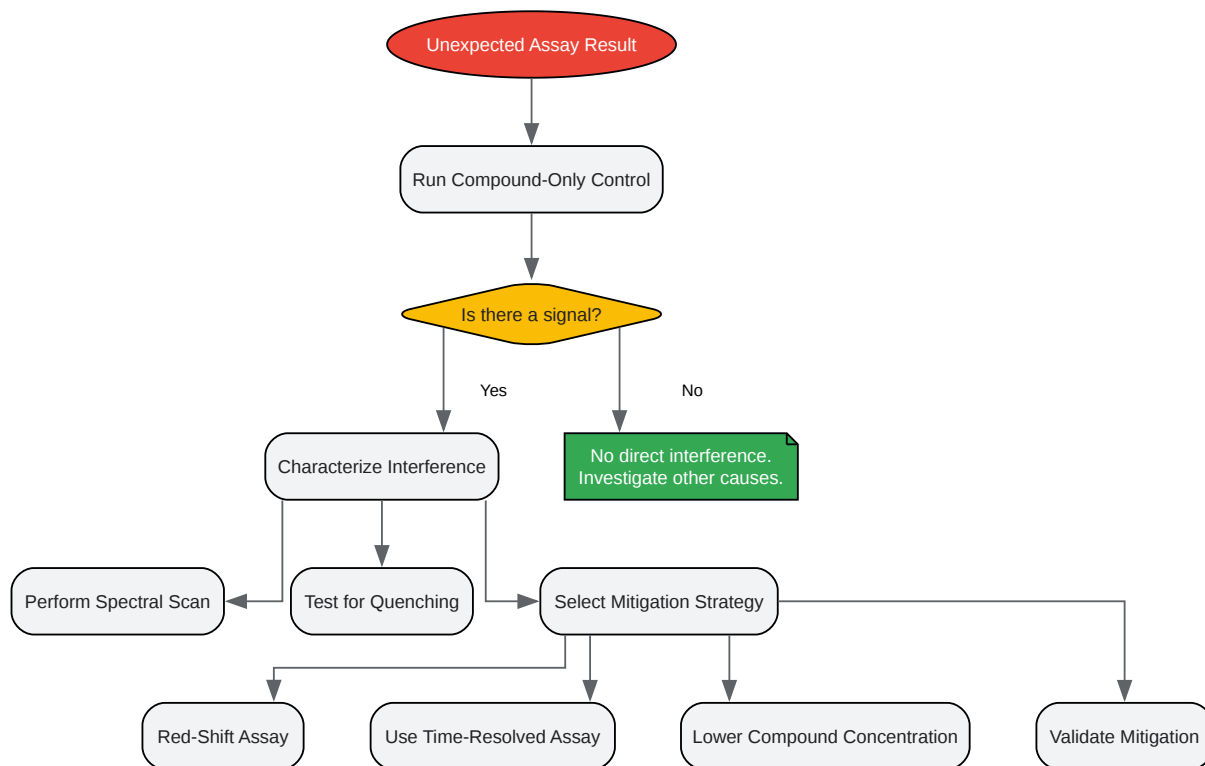 Unexpected Assay Result
Run Compound-Only Control
Is there a signal?
Yes
No
Characterize Interference
No direct interference.
Investigate other causes.
Perform Spectral Scan
Test for Quenching
Select Mitigation Strategy
Red-Shift Assay
Use Time-Resolved Assay
Lower Compound Concentration
Validate Mitigation